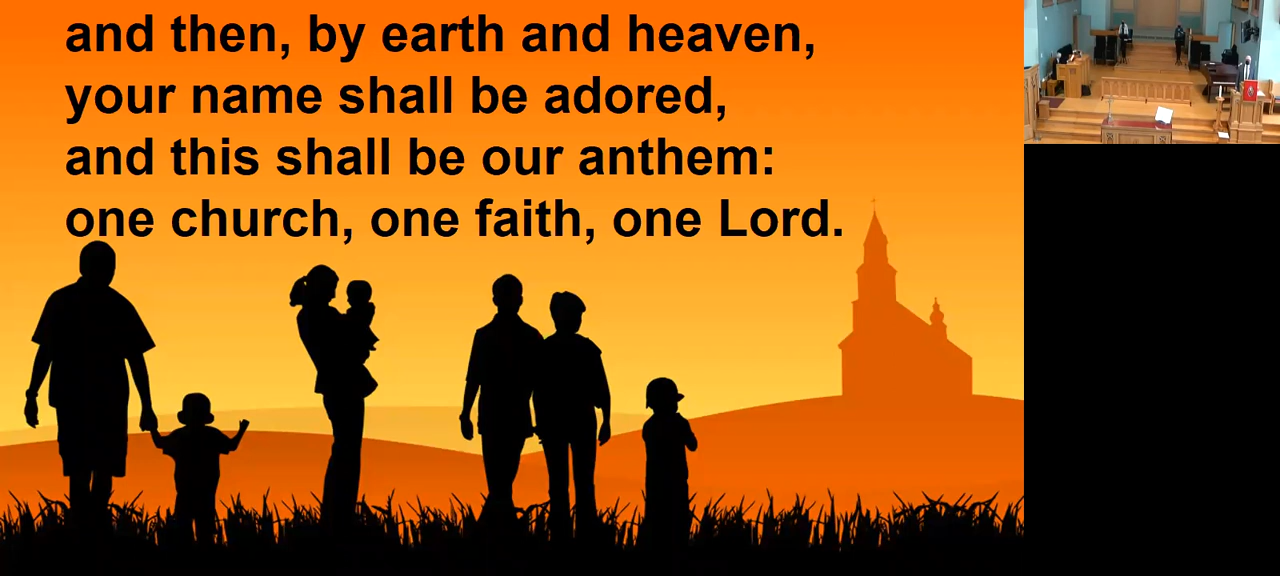 and then, by earth and heaven,
your name shall be adored,
and this shall be our anthem:
one church, one faith, one Lord.